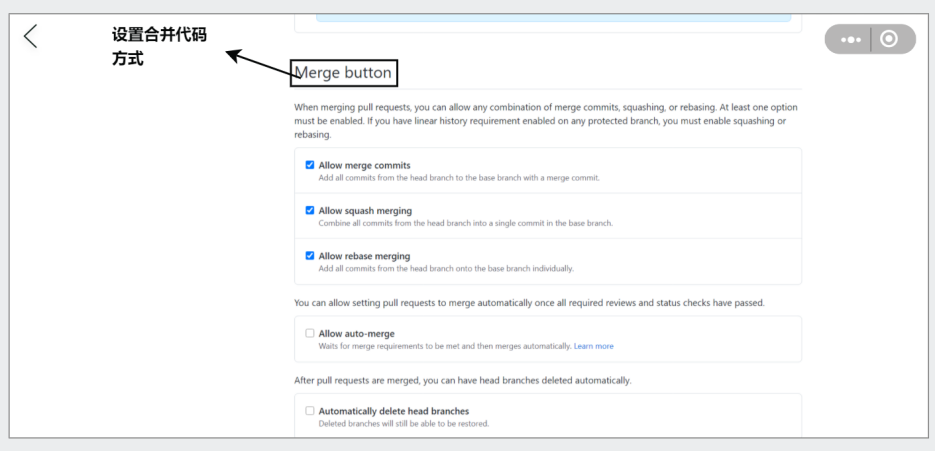 设置合并代码
方式
Merge button
When merging pull requests, you can allow any combination of merge commits, squashing, or rebasing. At least one option
must be enabled. If you have linear history requirement enabled on any protected branch, you must enable squashing or
rebasing.
Allow merge commits
Add all commits from the head branch to the base branch with a merge commit.
Allow squash merging
Combine all commits from the head branch into a single commit in the base branch.
Allow rebase merging
Add all commits from the head branch onto the base branch individually.
You can allow setting pull requests to merge automatically once all required reviews and status checks have passed.
Allow auto-merge
Waits for merge requirements to be met and then merges automatically. Learn more
After pull requests are merged, you can have head branches deleted automatically.
Automatically delete head branches
Deleted branches will still be able to be restored.